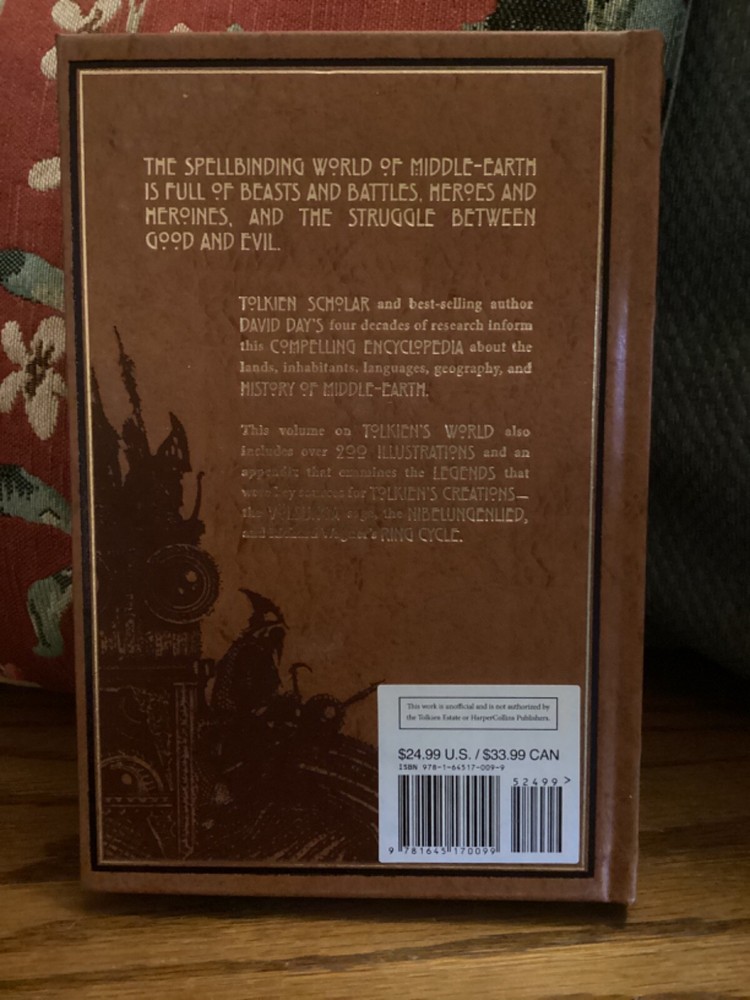 THE SPELLBINDING WORLD OF MIDDLE-EARTH
IS FULL OF BEASTS AND BATTLES, HEROES AND
HEROINES, AND THE STRUGGLE BETWEEN
GOOD AND EVIL.
TOLKIEN SCHOLAR and best-selling author
DAVID DAY'S four decades of research inform
this COMPELLING ENCYCLOPEDIA about the
lands, inhabitants, languages, geography, and
HISTORY OF MIDDLE-EARTH.
This volume on TOLKIEN'S WORLD also
includes over 200 ILLUSTRATIONS and an
appendix that examines the LEGENDS that
were key sources for TOLKIEN'S CREATIONS—
the saga, the NIBELUNGENLIED,
and RING CYCLE.
This work is unofficial and is not authorized by
the Tolkien Estate or HarperCollins Publishers.
$24.99 U.S. / $33.99 CAN
ISBN 978-1-64517-009-9
52499>
9 781645 170099